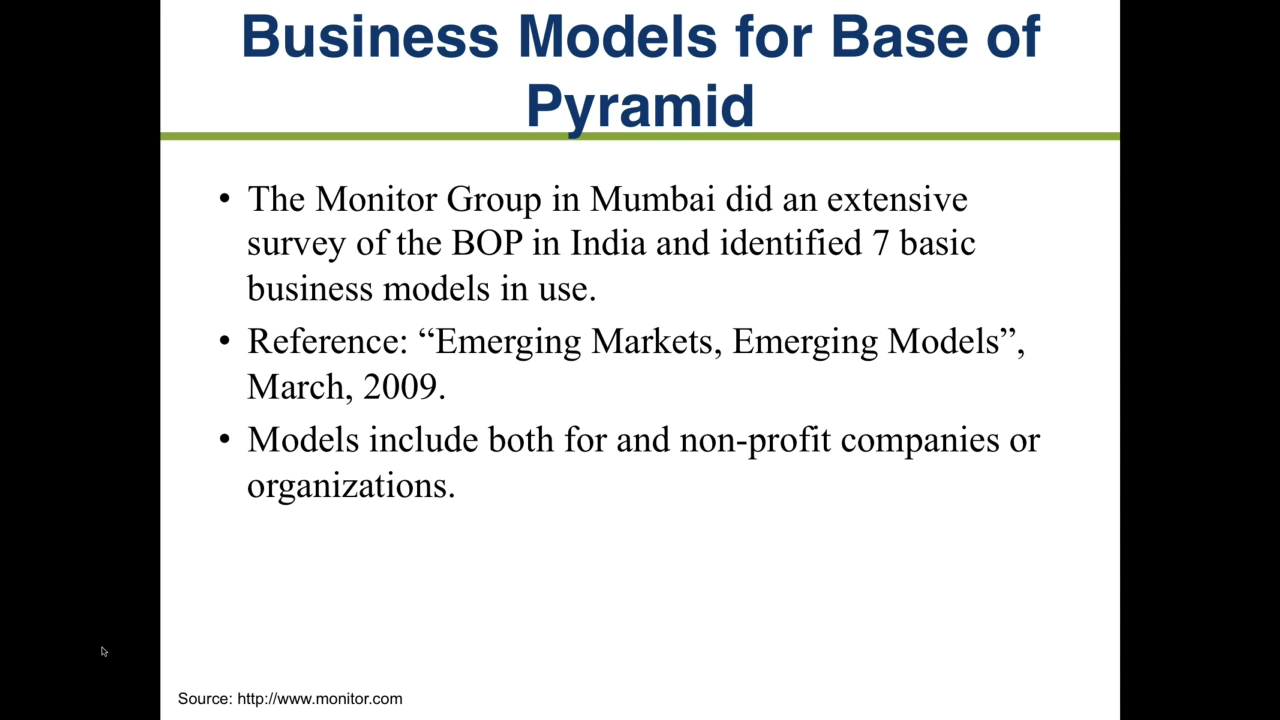 Business Models for Base of
Pyramid
• The Monitor Group in Mumbai did an extensive
survey of the BOP in India and identified 7 basic
business models in use.
• Reference: “Emerging Markets, Emerging Models”,
March, 2009.
• Models include both for and non-profit companies or
organizations.
Source: http://www.monitor.com